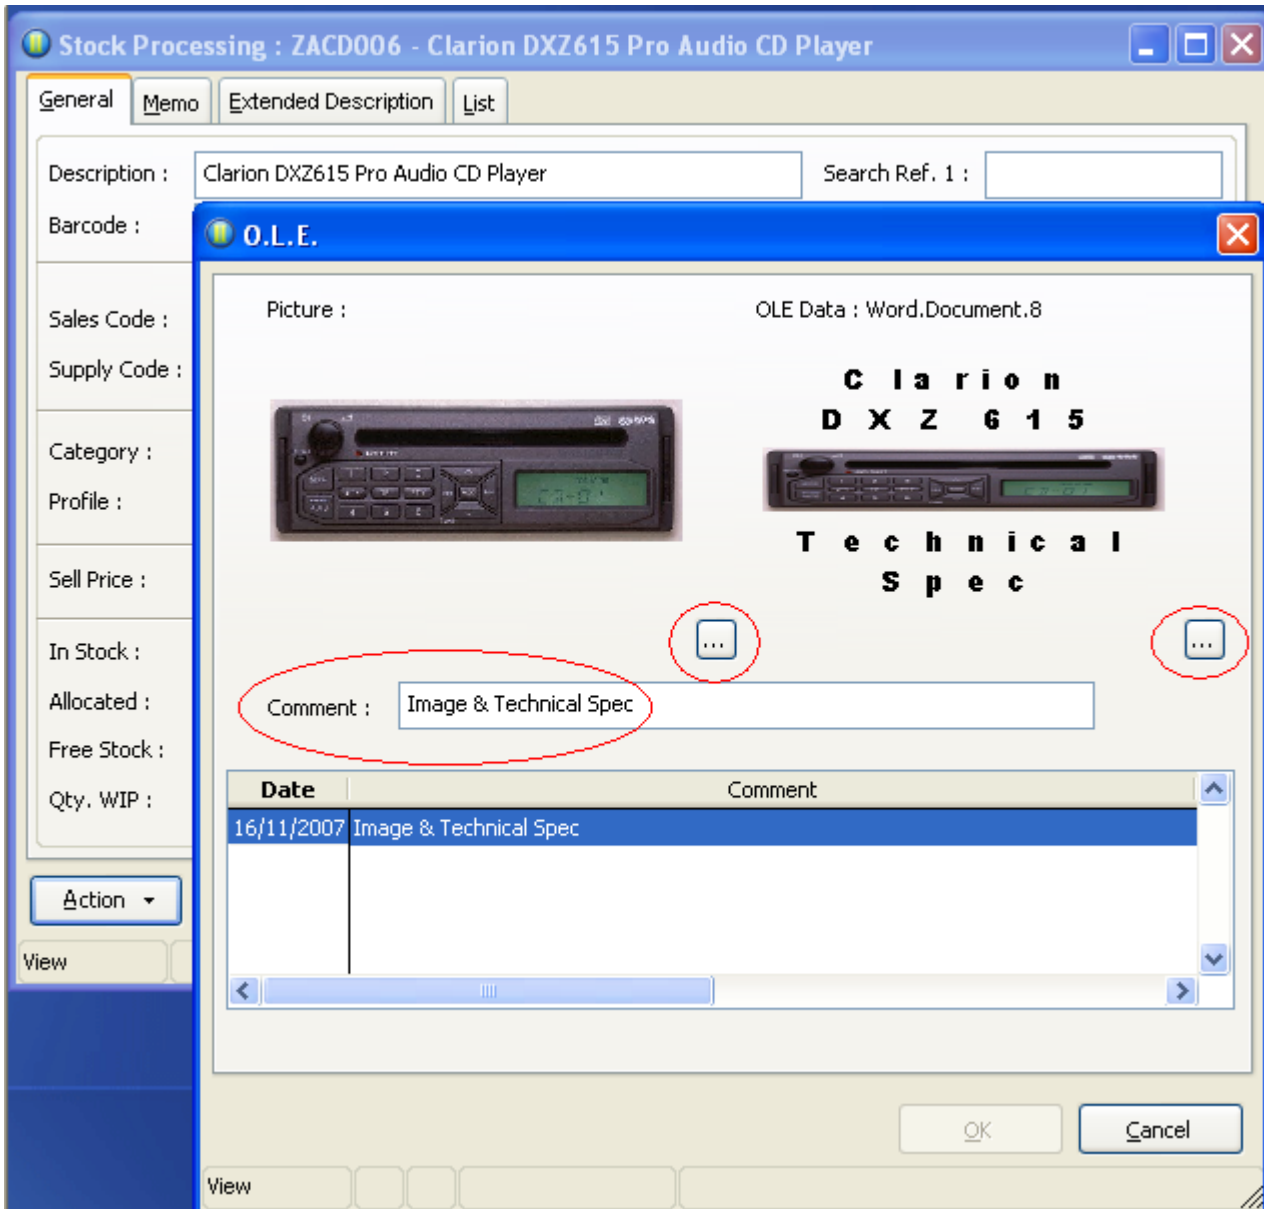 Stock Processing : ZACD006 - Clarion DXZ615 Pro Audio CD Player
General Memo Extended Description List
Description : Clarion DXZ615 Pro Audio CD Player Search Ref. 1 :
Barcode :
Sales Code :
Supply Code :
Category :
Profile :
Sell Price :
In Stock :
Allocated :
Free Stock :
Qty. WIP :
Action
View
O.L.E.
Picture : OLE Data : Word.Document.8
Clarion
DXZ 615
Technical
Spec
...
...
Comment : Image & Technical Spec
Date Comment
16/11/2007 Image & Technical Spec
OK Cancel
View